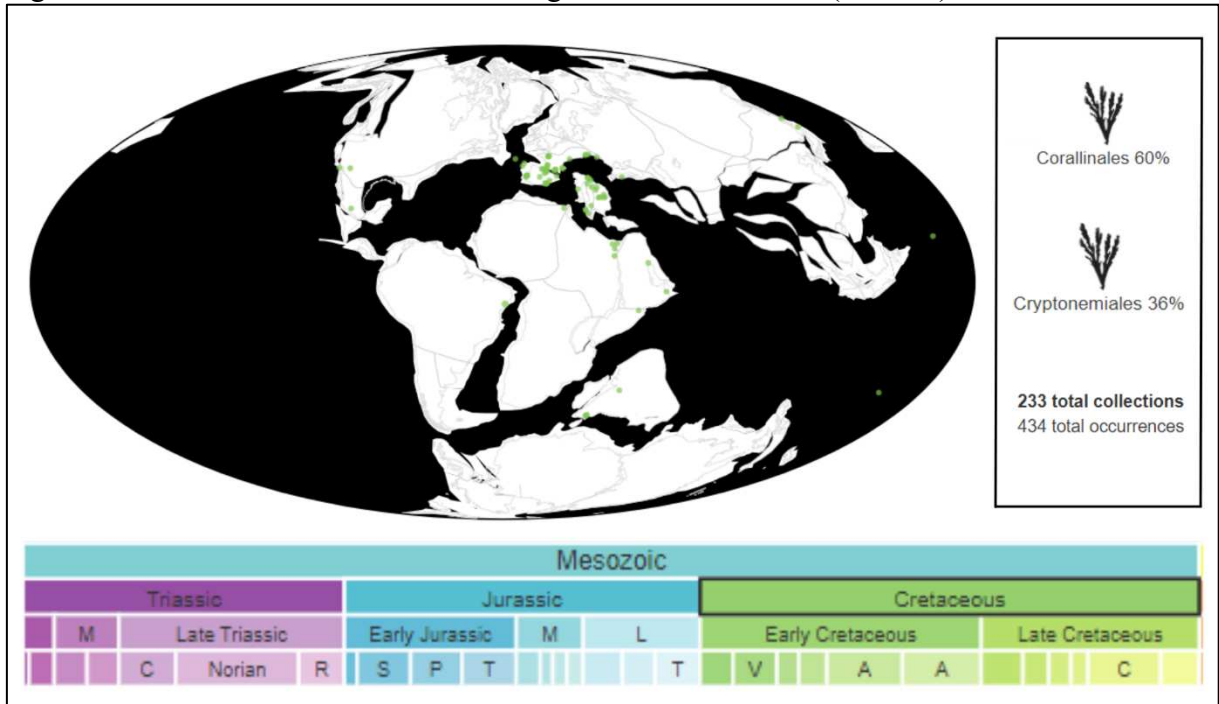 Corallinales 60%
Cryptonemiales 36%
233 total collections
434 total occurrences
Mesozoic
Triassic Jurassic Cretaceous
M Late Triassic Early Jurassic M L Early Cretaceous Late Cretaceous
C Norian R S P T T V A A C